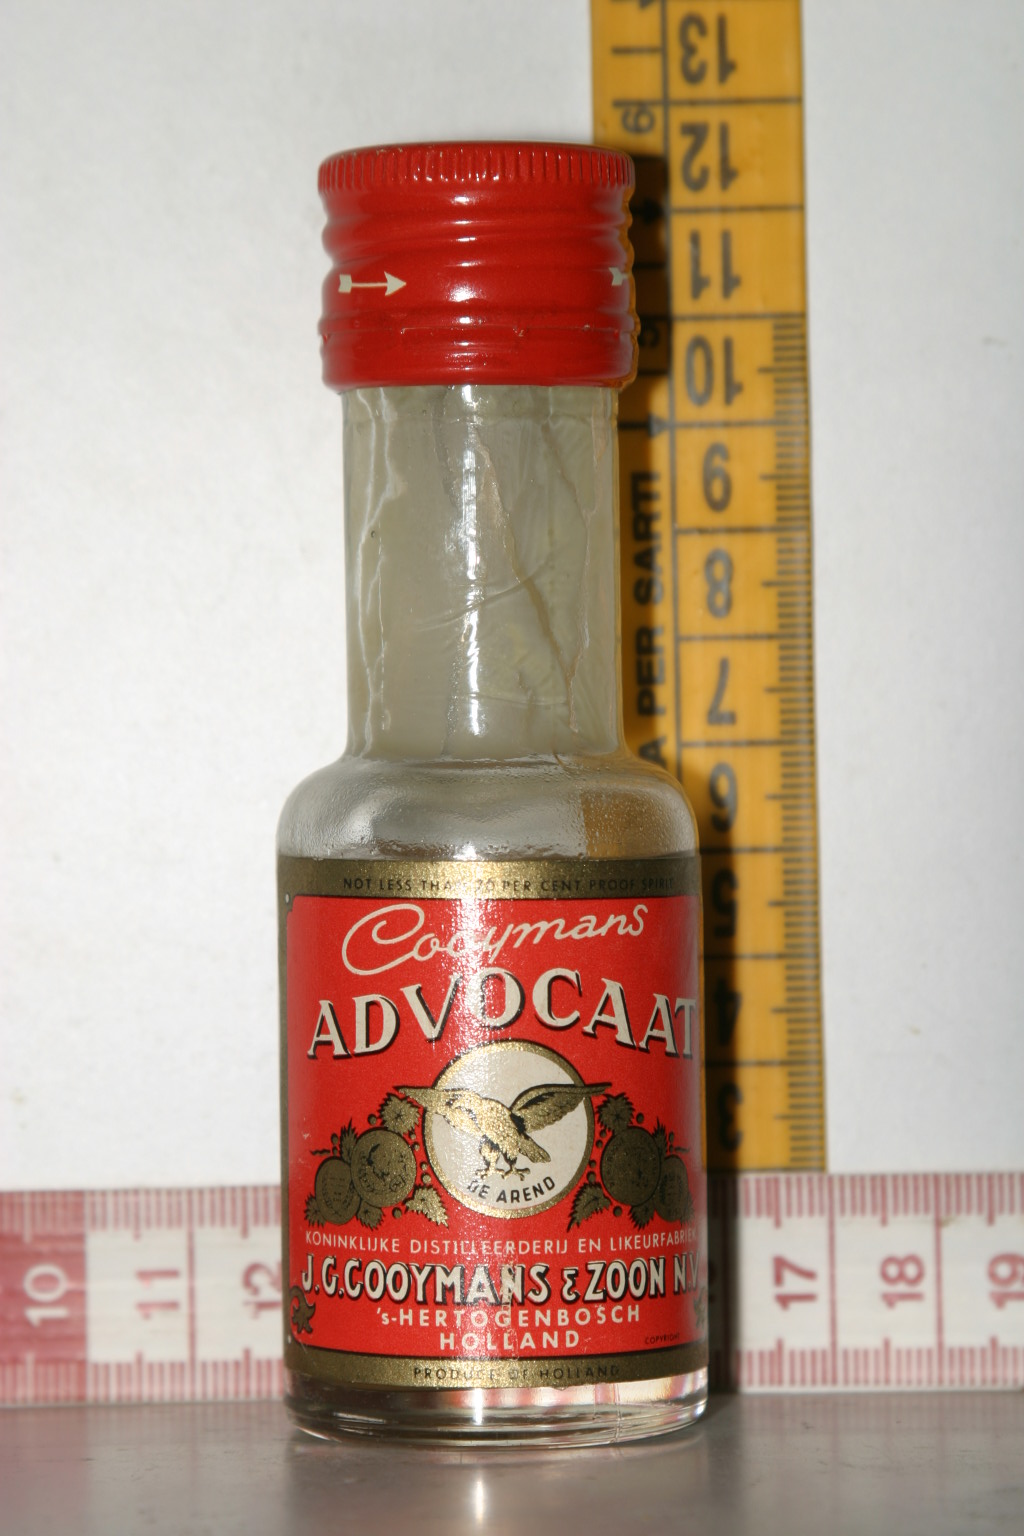 NOT LESS THAN 70 PER CENT PROOF SPIRIT
Cooymans
ADVOCAAT
DE AREND
KONINKLIJKE DISTILLEERDERIJ EN LIKEURFABRIEK
J.C.COOYMANS & ZOON N.V.
's-HERTOGENBOSCH
HOLLAND
COPYRIGHT
PRODUCE OF HOLLAND
13
12
11
10
9
8
7
6
5
4
3
6
5
A PER SARTI
10
11
12
17
18
19